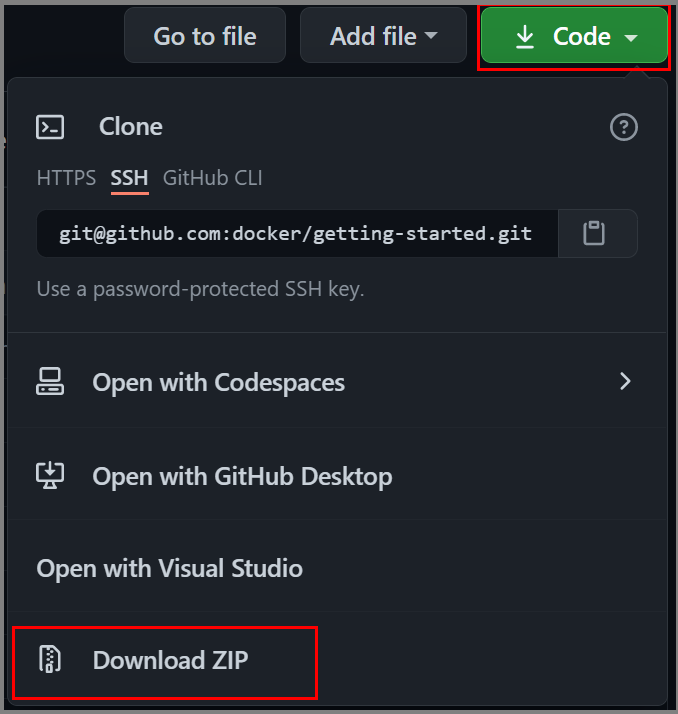 Go to file Add file Code
Clone
HTTPS SSH GitHub CLI
git@github.com:docker/getting-started.git
Use a password-protected SSH key.
Open with Codespaces
Open with GitHub Desktop
Open with Visual Studio
Download ZIP